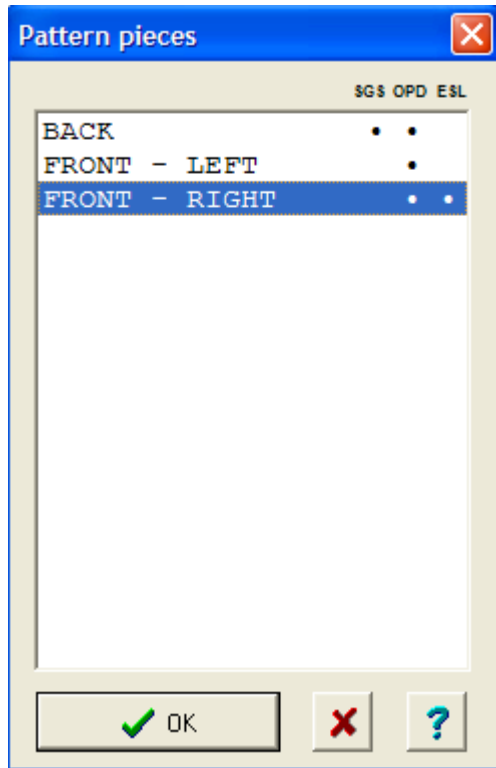 Pattern pieces
SGS OPD ESL
BACK • •
FRONT - LEFT •
FRONT - RIGHT • •
OK
?